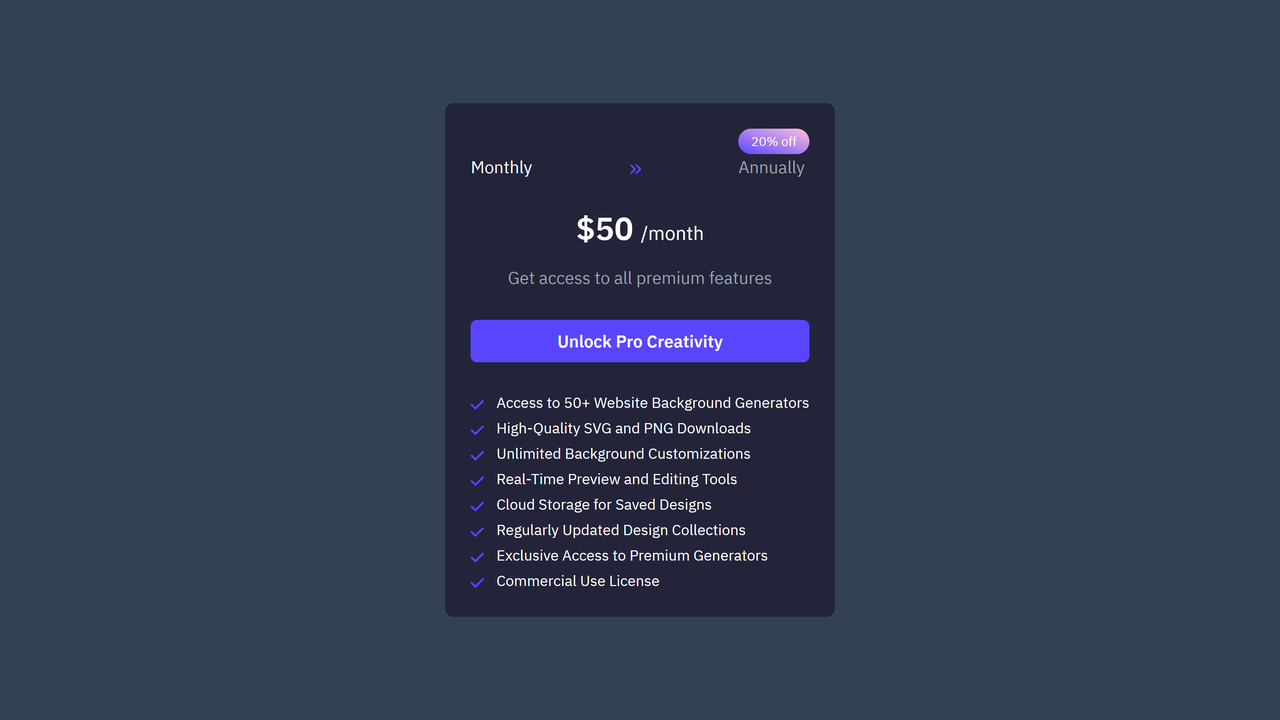 20% off
Monthly » Annually
$50 /month
Get access to all premium features
Unlock Pro Creativity
Access to 50+ Website Background Generators
High-Quality SVG and PNG Downloads
Unlimited Background Customizations
Real-Time Preview and Editing Tools
Cloud Storage for Saved Designs
Regularly Updated Design Collections
Exclusive Access to Premium Generators
Commercial Use License